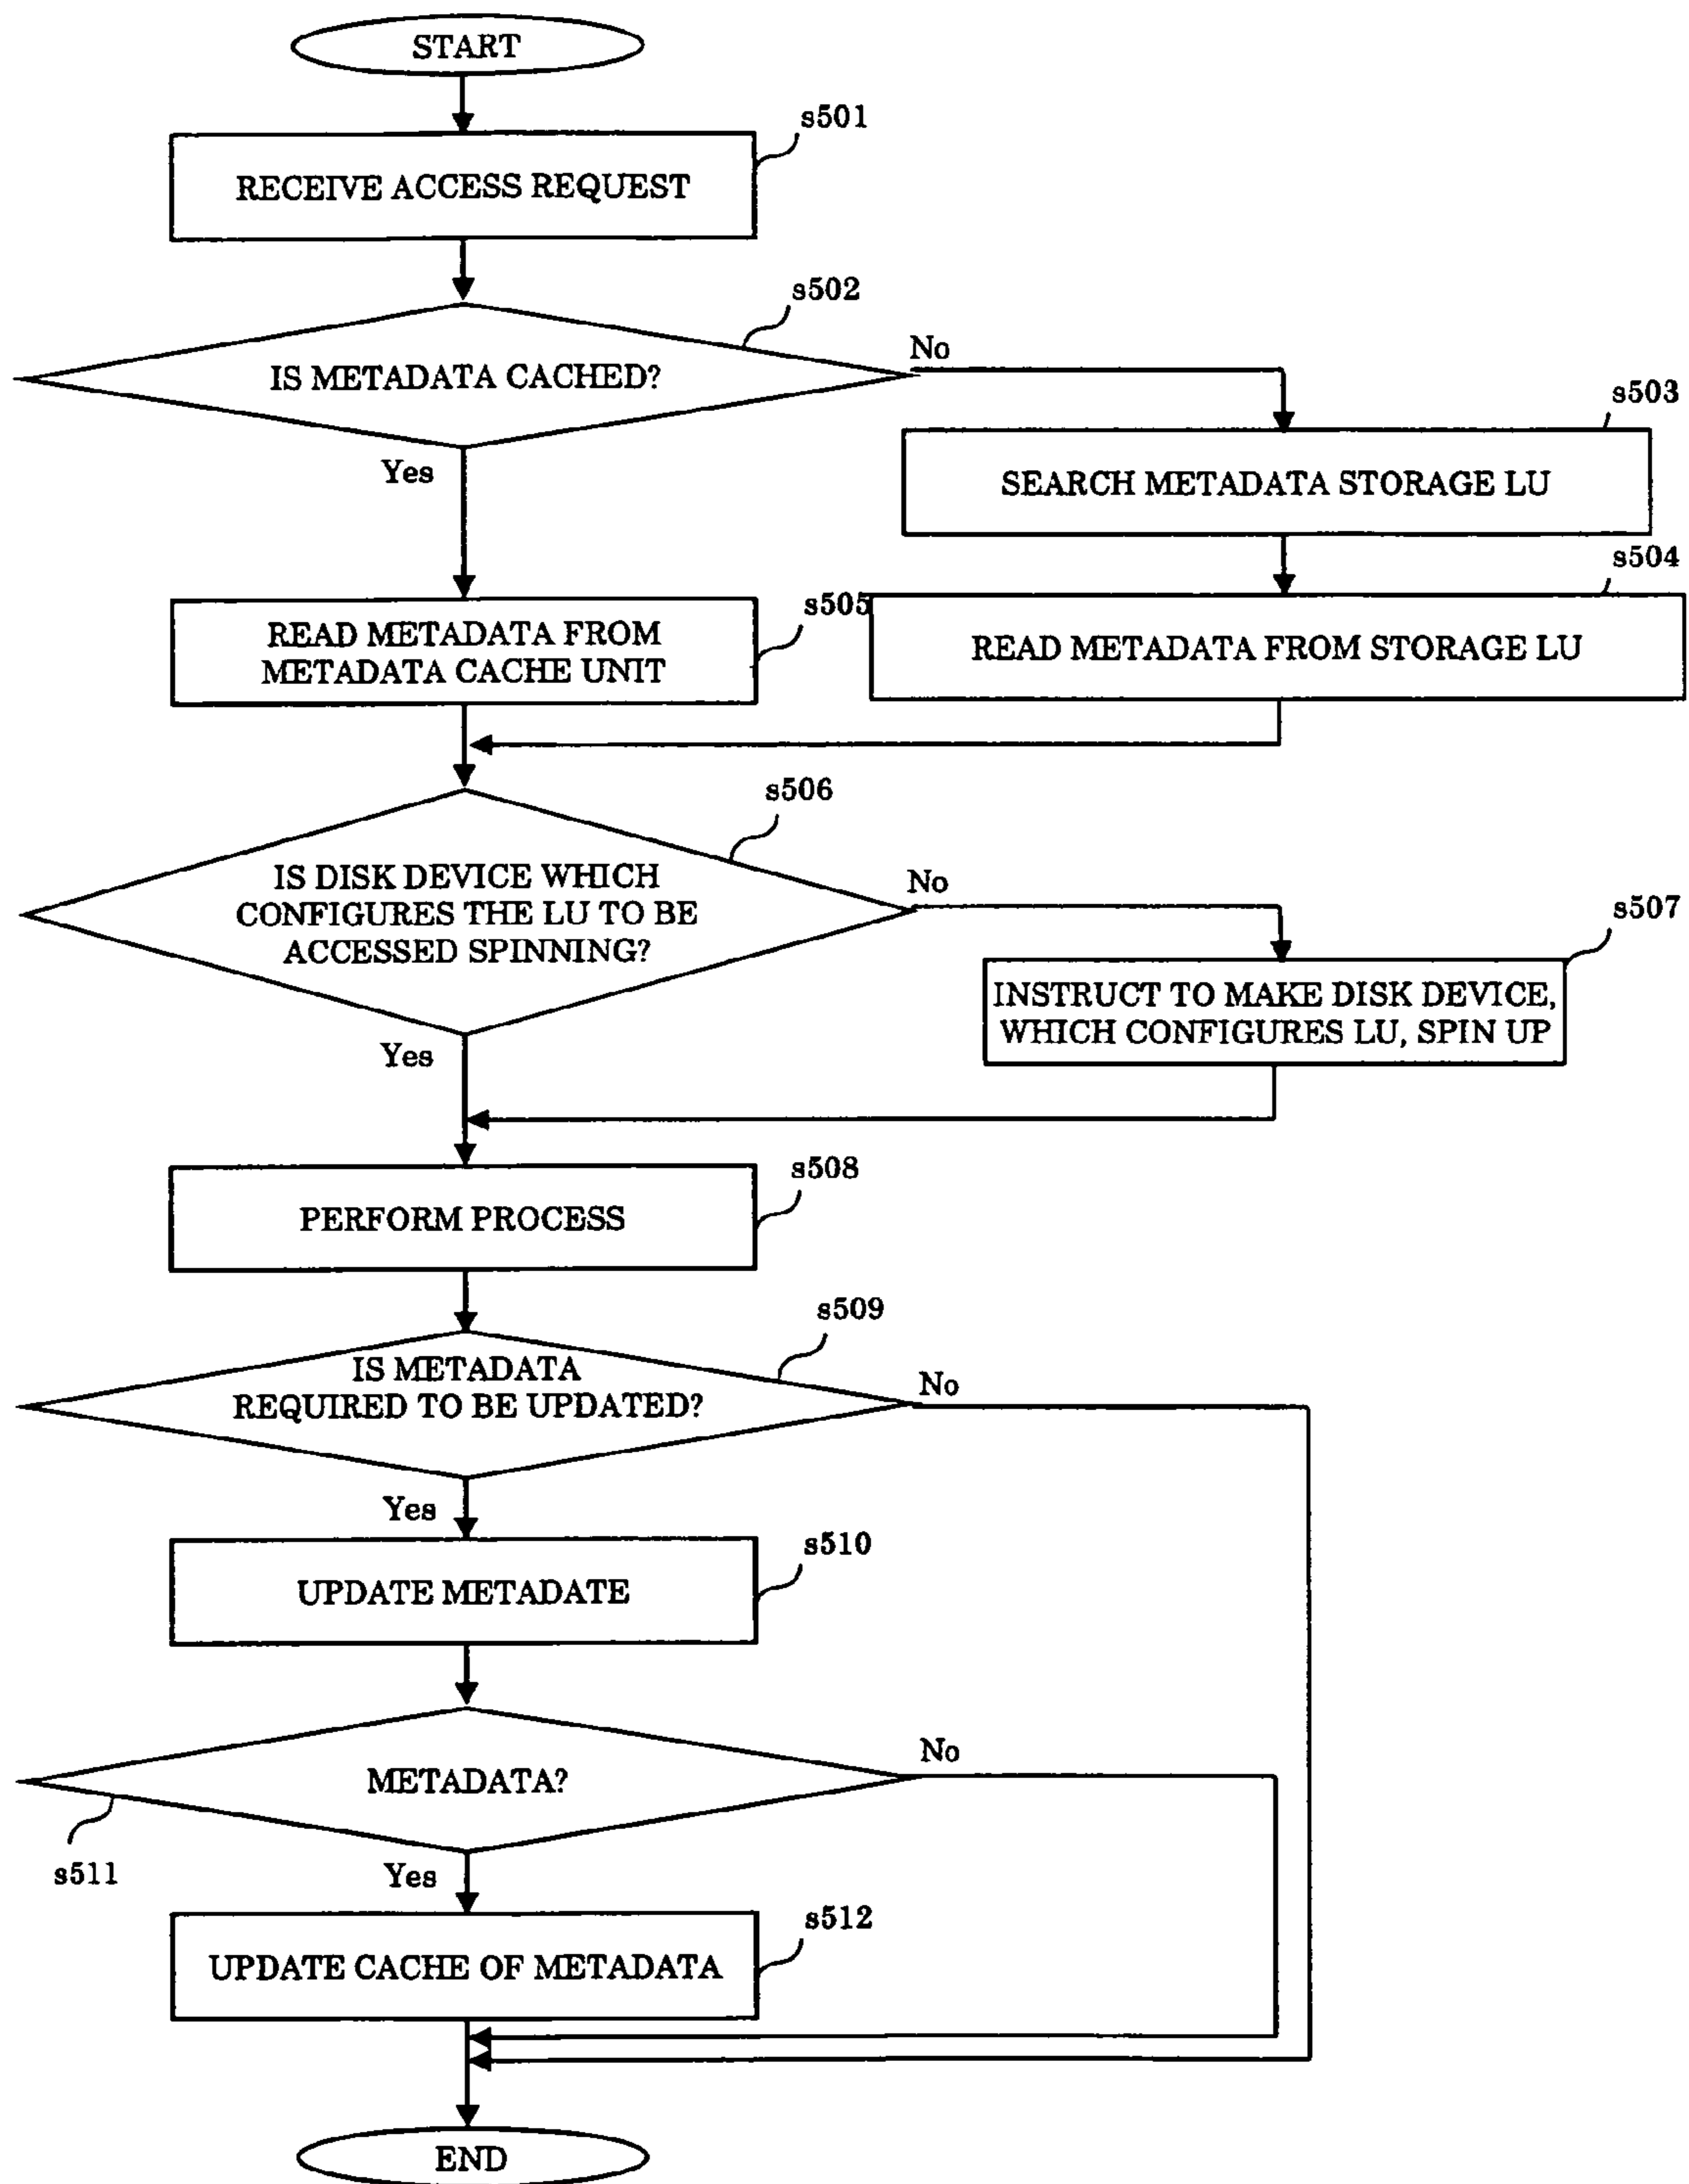 START
s501
RECEIVE ACCESS REQUEST
s502
IS METADATA CACHED?
No
Yes
s503
SEARCH METADATA STORAGE LU
s504
READ METADATA FROM STORAGE LU
s505
READ METADATA FROM
METADATA CACHE UNIT
s506
IS DISK DEVICE WHICH
CONFIGURES THE LU TO BE
ACCESSED SPINNING?
No
Yes
s507
INSTRUCT TO MAKE DISK DEVICE,
WHICH CONFIGURES LU, SPIN UP
s508
PERFORM PROCESS
s509
IS METADATA
REQUIRED TO BE UPDATED?
No
Yes
s510
UPDATE METADATE
METADATA?
No
s511
Yes
s512
UPDATE CACHE OF METADATA
END